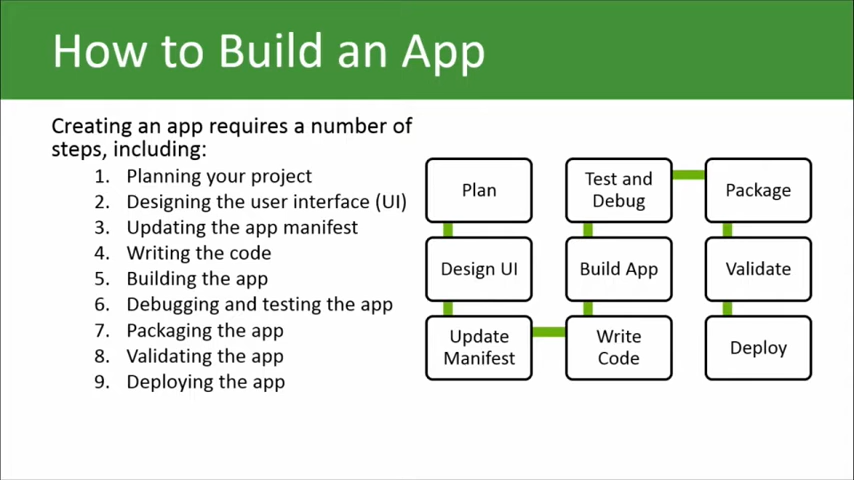 How to Build an App
Creating an app requires a number of
steps, including:
1. Planning your project
2. Designing the user interface (UI)
3. Updating the app manifest
4. Writing the code
5. Building the app
6. Debugging and testing the app
7. Packaging the app
8. Validating the app
9. Deploying the app
Plan
Design UI
Update
Manifest
Write
Code
Build App
Test and
Debug
Package
Validate
Deploy